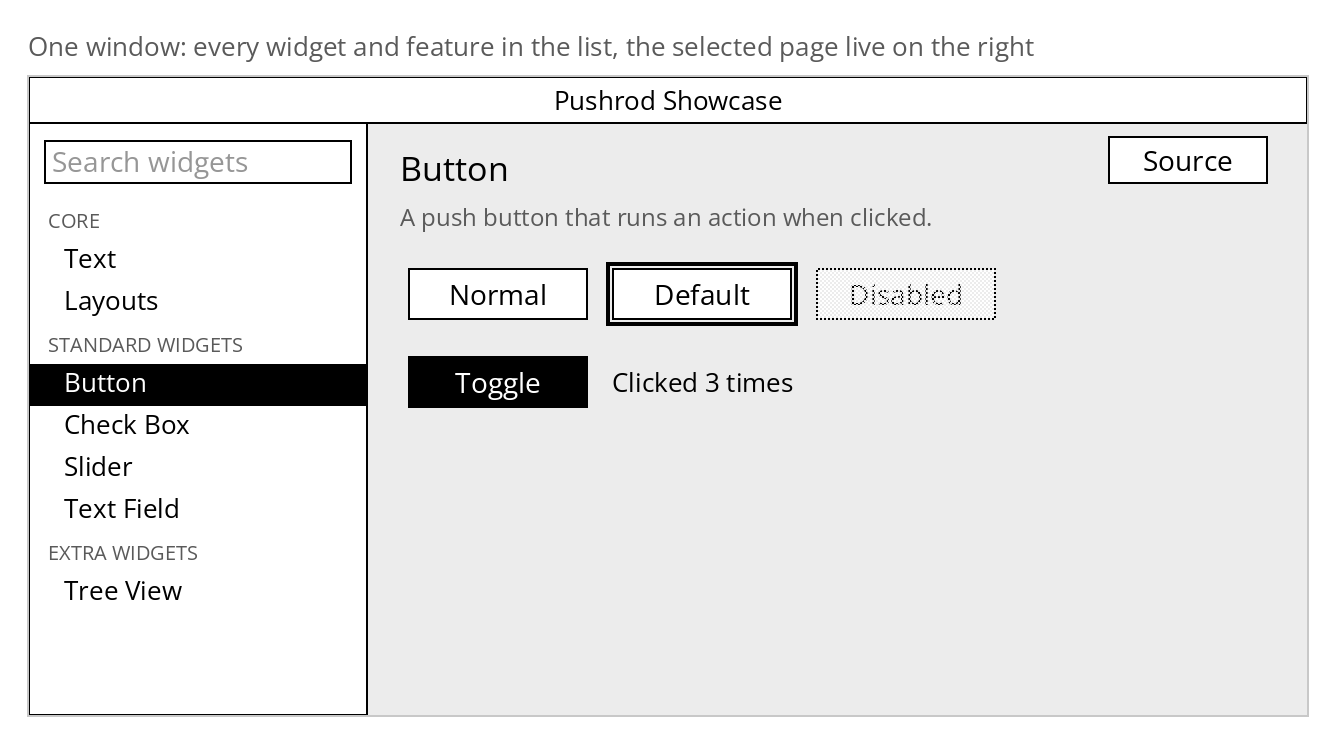 One window: every widget and feature in the list, the selected page live on the right
Pushrod Showcase
Search widgets
CORE
Text
Layouts
STANDARD WIDGETS
Button
Check Box
Slider
Text Field
EXTRA WIDGETS
Tree View
Button
Source
A push button that runs an action when clicked.
Normal
Default
Disabled
Toggle
Clicked 3 times